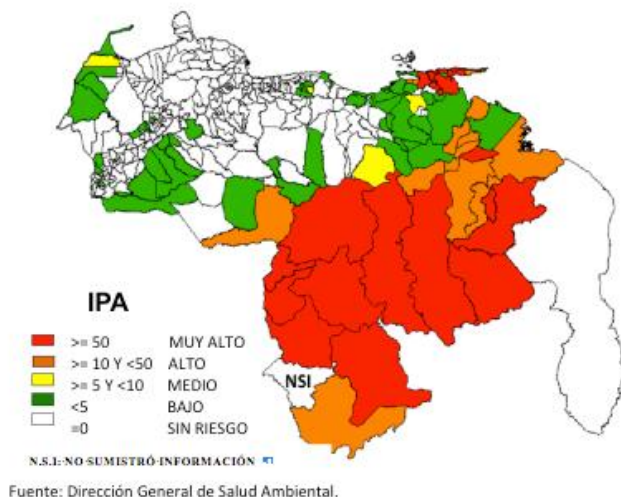 IPA
>= 50 MUY ALTO
>= 10 Y <50 ALTO
>= 5 Y <10 MEDIO
<5 BAJO
=0 SIN RIESGO
NSI
N.S.I.: NO SUMISTRÓ INFORMACIÓN
Fuente: Dirección General de Salud Ambiental.